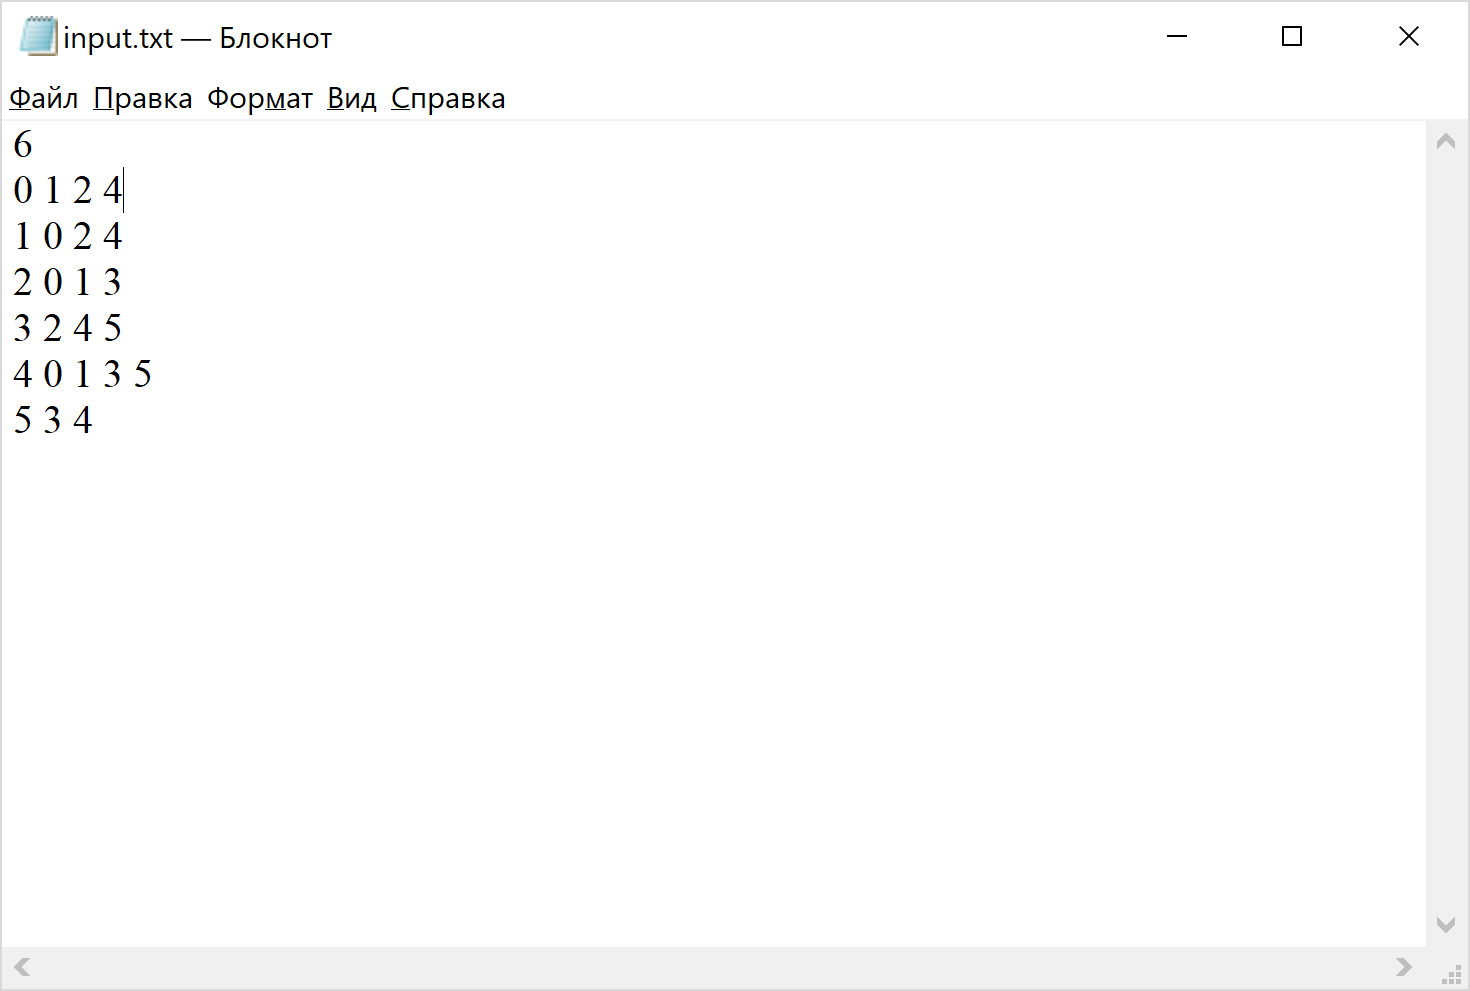 input.txt — Блокнот
Файл Правка Формат Вид Справка
6
0 1 2 4
1 0 2 4
2 0 1 3
3 2 4 5
4 0 1 3 5
5 3 4